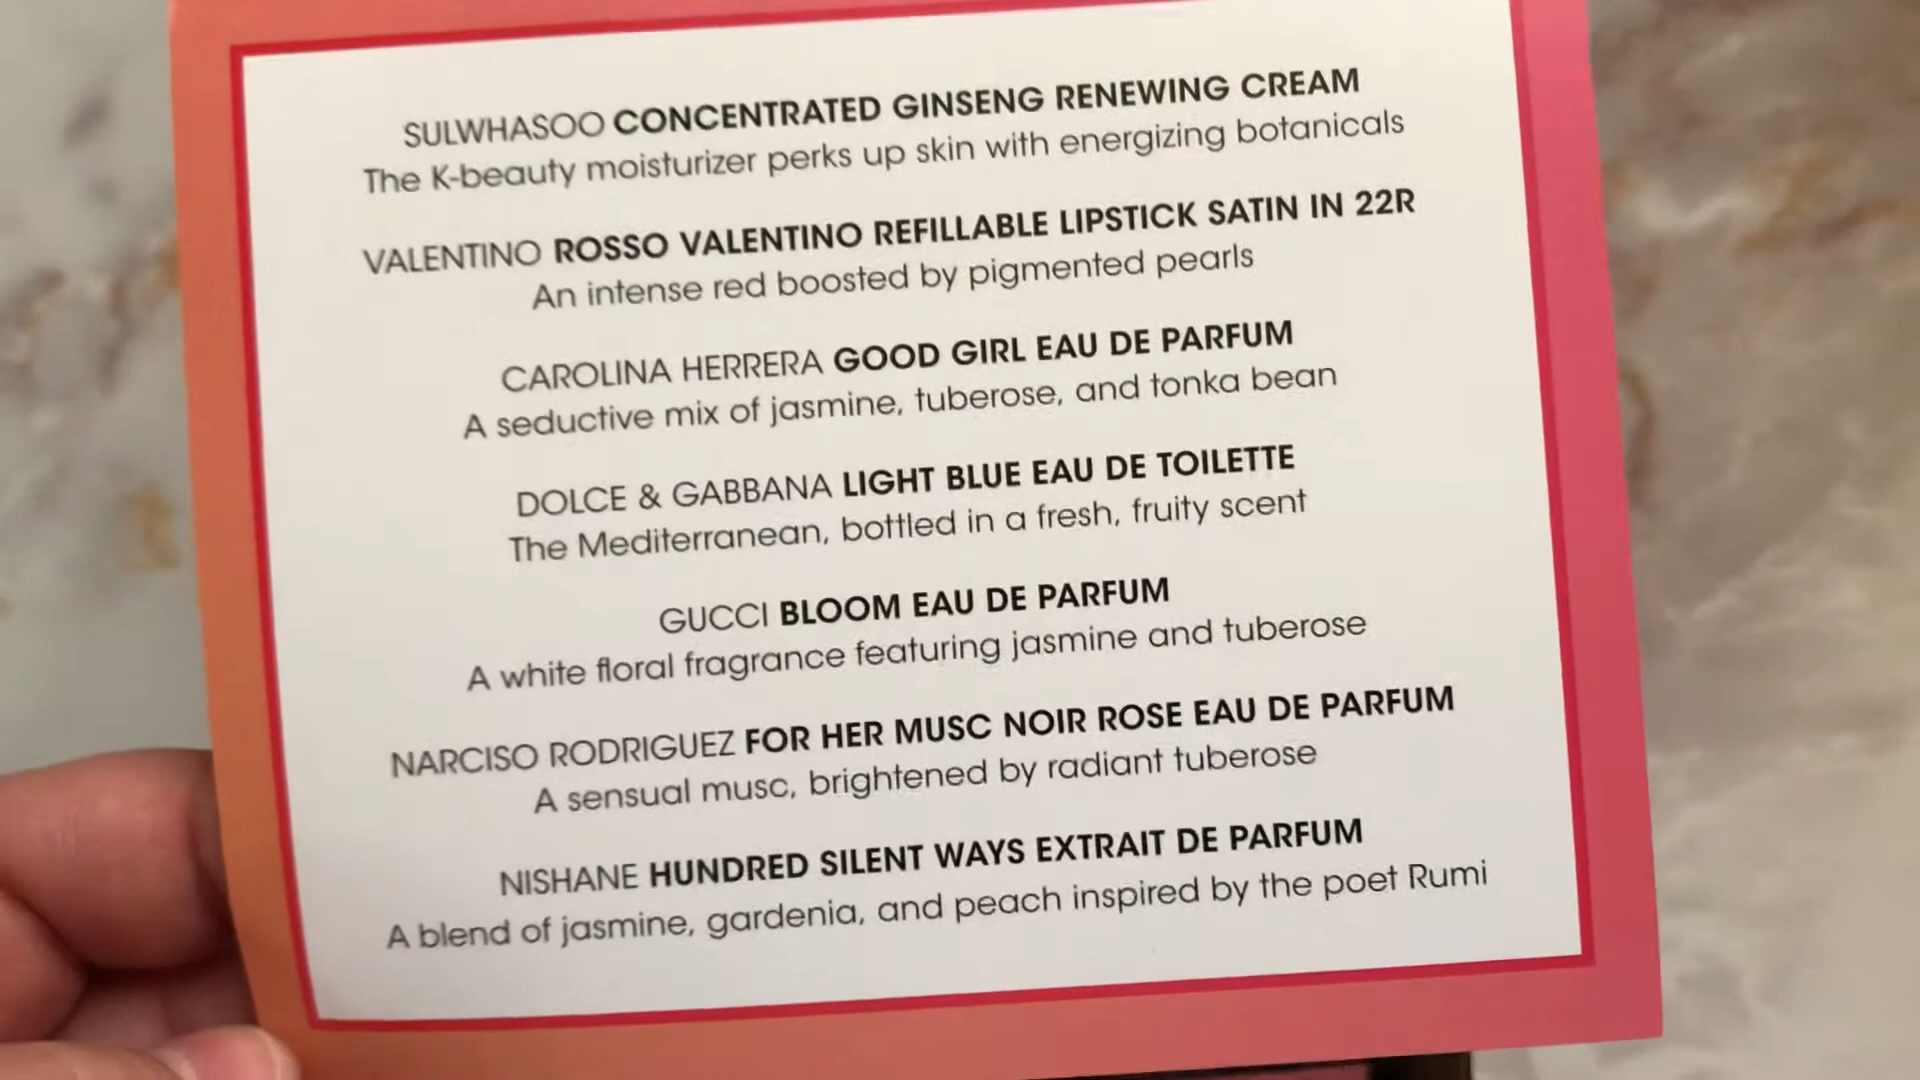 SULWHASOO CONCENTRATED GINSENG RENEWING CREAM
The K-beauty moisturizer perks up skin with energizing botanicals
VALENTINO ROSSO VALENTINO REFILLABLE LIPSTICK SATIN IN 22R
An intense red boosted by pigmented pearls
CAROLINA HERRERA GOOD GIRL EAU DE PARFUM
A seductive mix of jasmine, tuberose, and tonka bean
DOLCE & GABBANA LIGHT BLUE EAU DE TOILETTE
The Mediterranean, bottled in a fresh, fruity scent
GUCCI BLOOM EAU DE PARFUM
A white floral fragrance featuring jasmine and tuberose
NARCISO RODRIGUEZ FOR HER MUSC NOIR ROSE EAU DE PARFUM
A sensual musc, brightened by radiant tuberose
NISHANE HUNDRED SILENT WAYS EXTRAIT DE PARFUM
A blend of jasmine, gardenia, and peach inspired by the poet Rumi